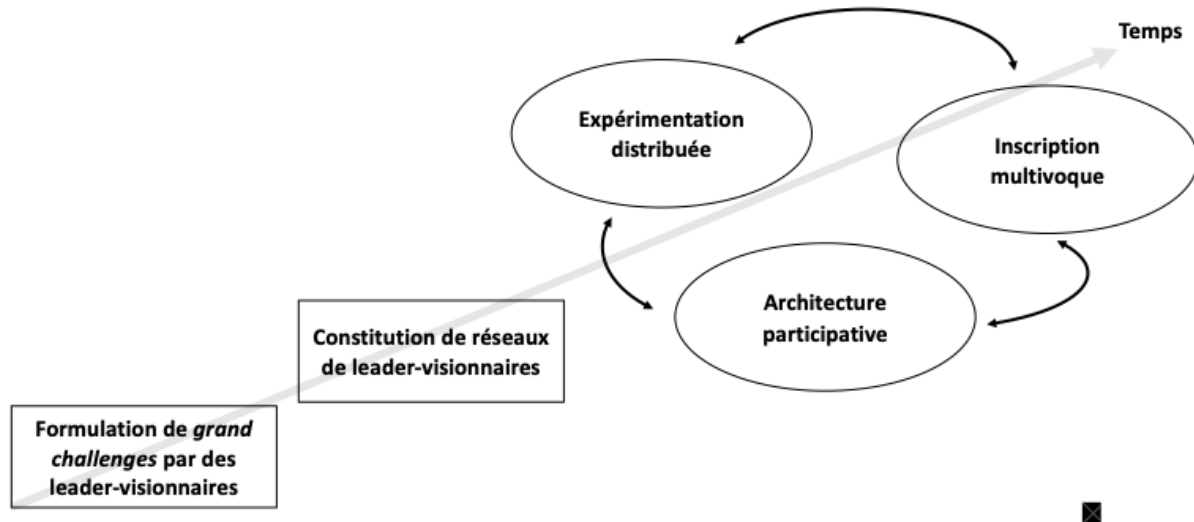 Temps
Expérimentation
distribuée
Inscription
multivoque
Architecture
participative
Constitution de réseaux
de leader-visionnaires
Formulation de grand
challenges par des
leader-visionnaires